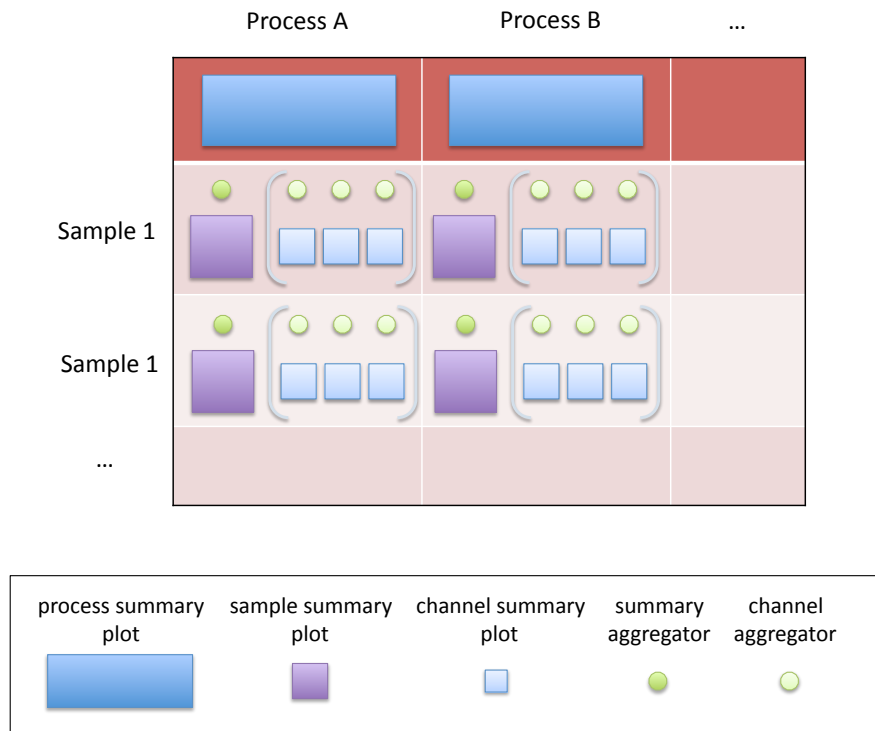 Process A Process B ...
Sample 1
Sample 1
...
process summary plot
sample summary plot
channel summary plot
summary aggregator
channel aggregator